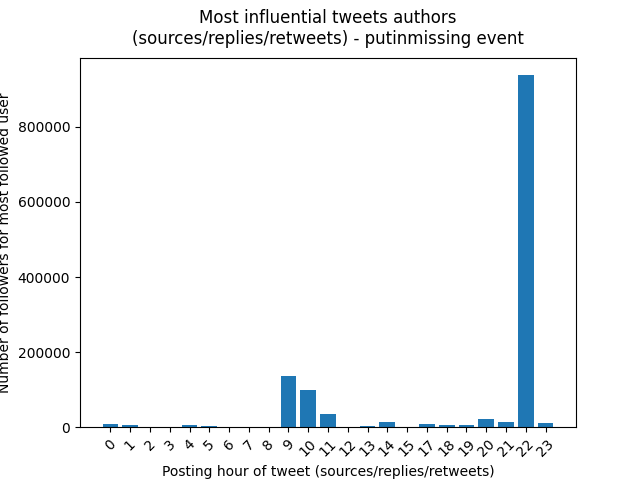 Most influential tweets authors
(sources/replies/retweets) - putinmissing event
Number of followers for most followed user
800000
600000
400000
200000
0
0 1 2 3 4 5 6 7 8 9 10 11 12 13 14 15 17 18 19 20 21 22 23
Posting hour of tweet (sources/replies/retweets)